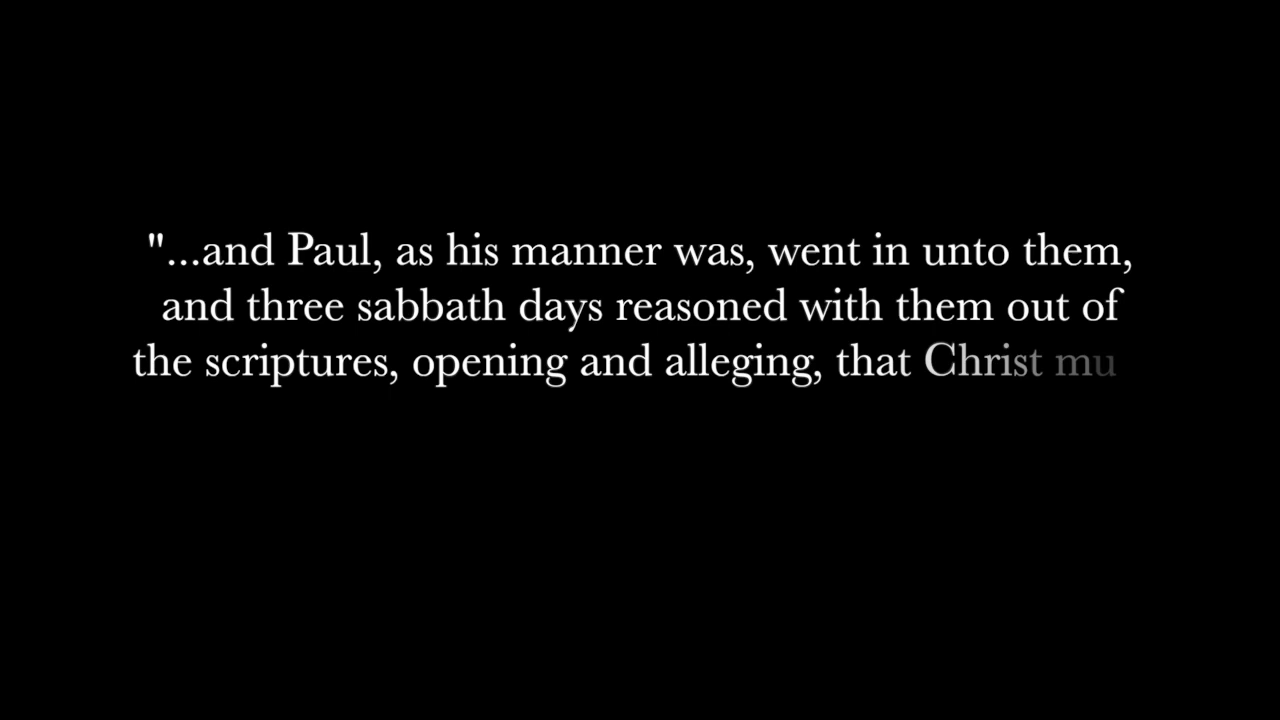 "...and Paul, as his manner was, went in unto them,
and three sabbath days reasoned with them out of
the scriptures, opening and alleging, that Christ mu